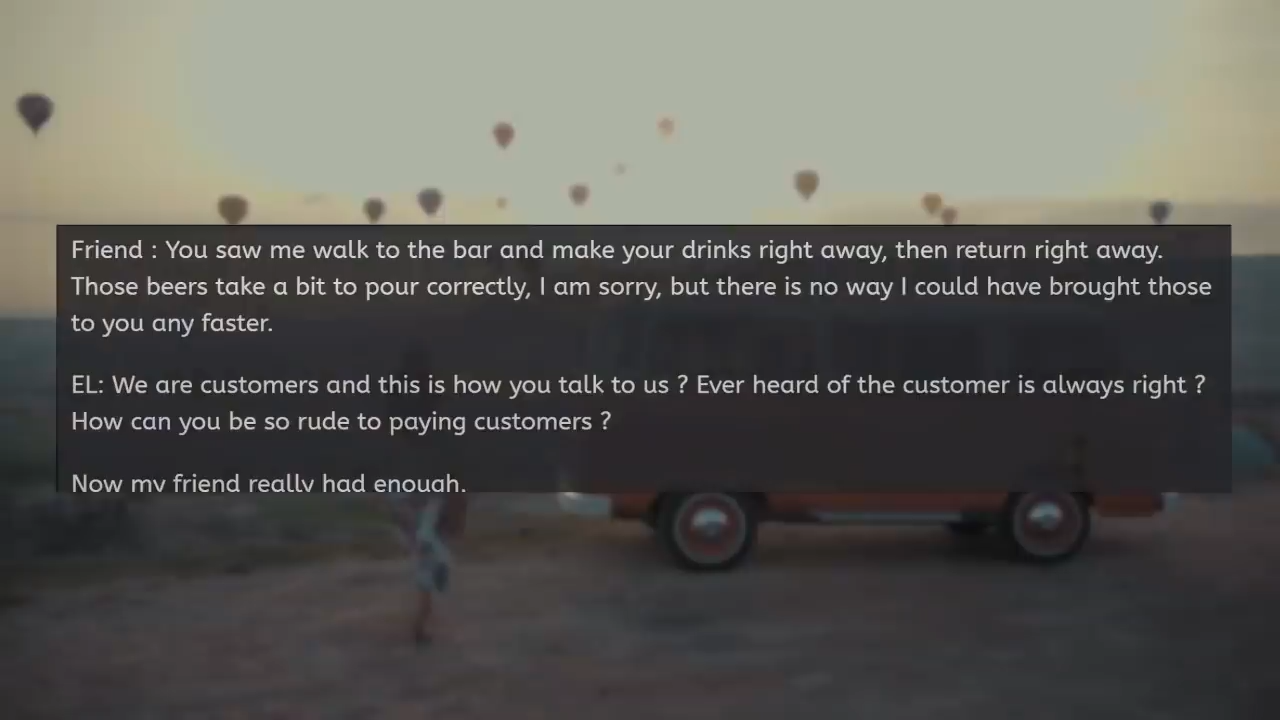 Friend : You saw me walk to the bar and make your drinks right away, then return right away.
Those beers take a bit to pour correctly, I am sorry, but there is no way I could have brought those
to you any faster.
EL: We are customers and this is how you talk to us ? Ever heard of the customer is always right ?
How can you be so rude to paying customers ?
Now my friend really had enough.